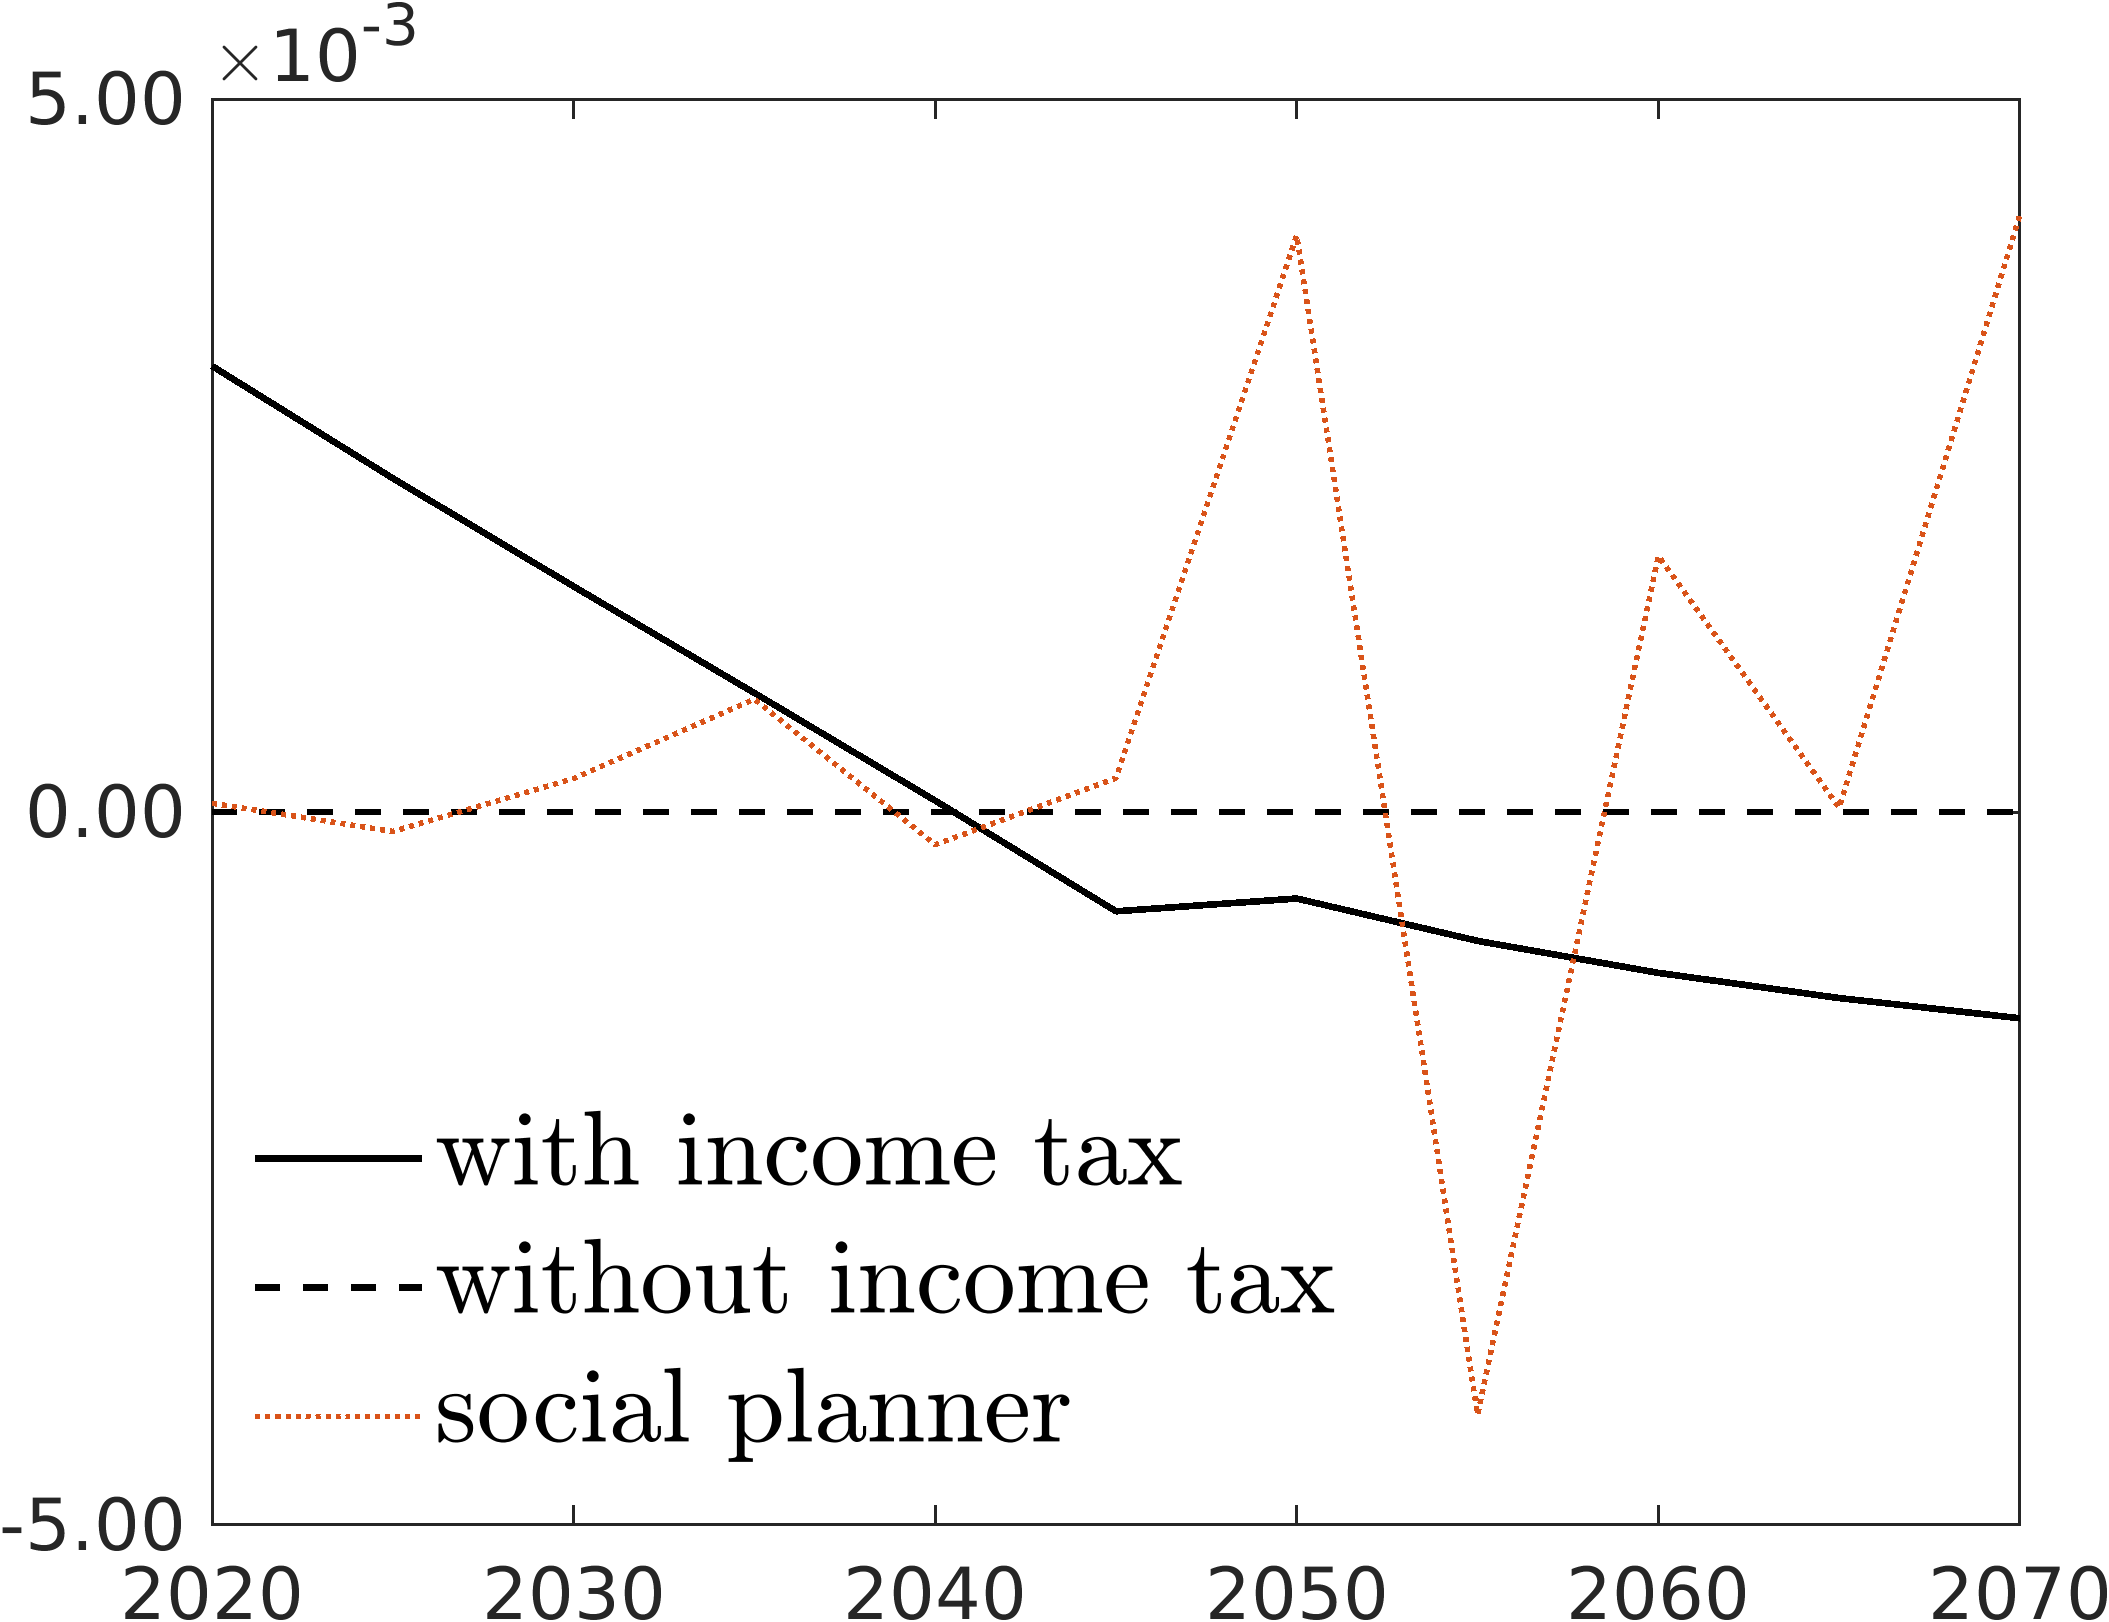 ×10-3
5.00
0.00
-5.00
with income tax
without income tax
social planner
2020 2030 2040 2050 2060 2070